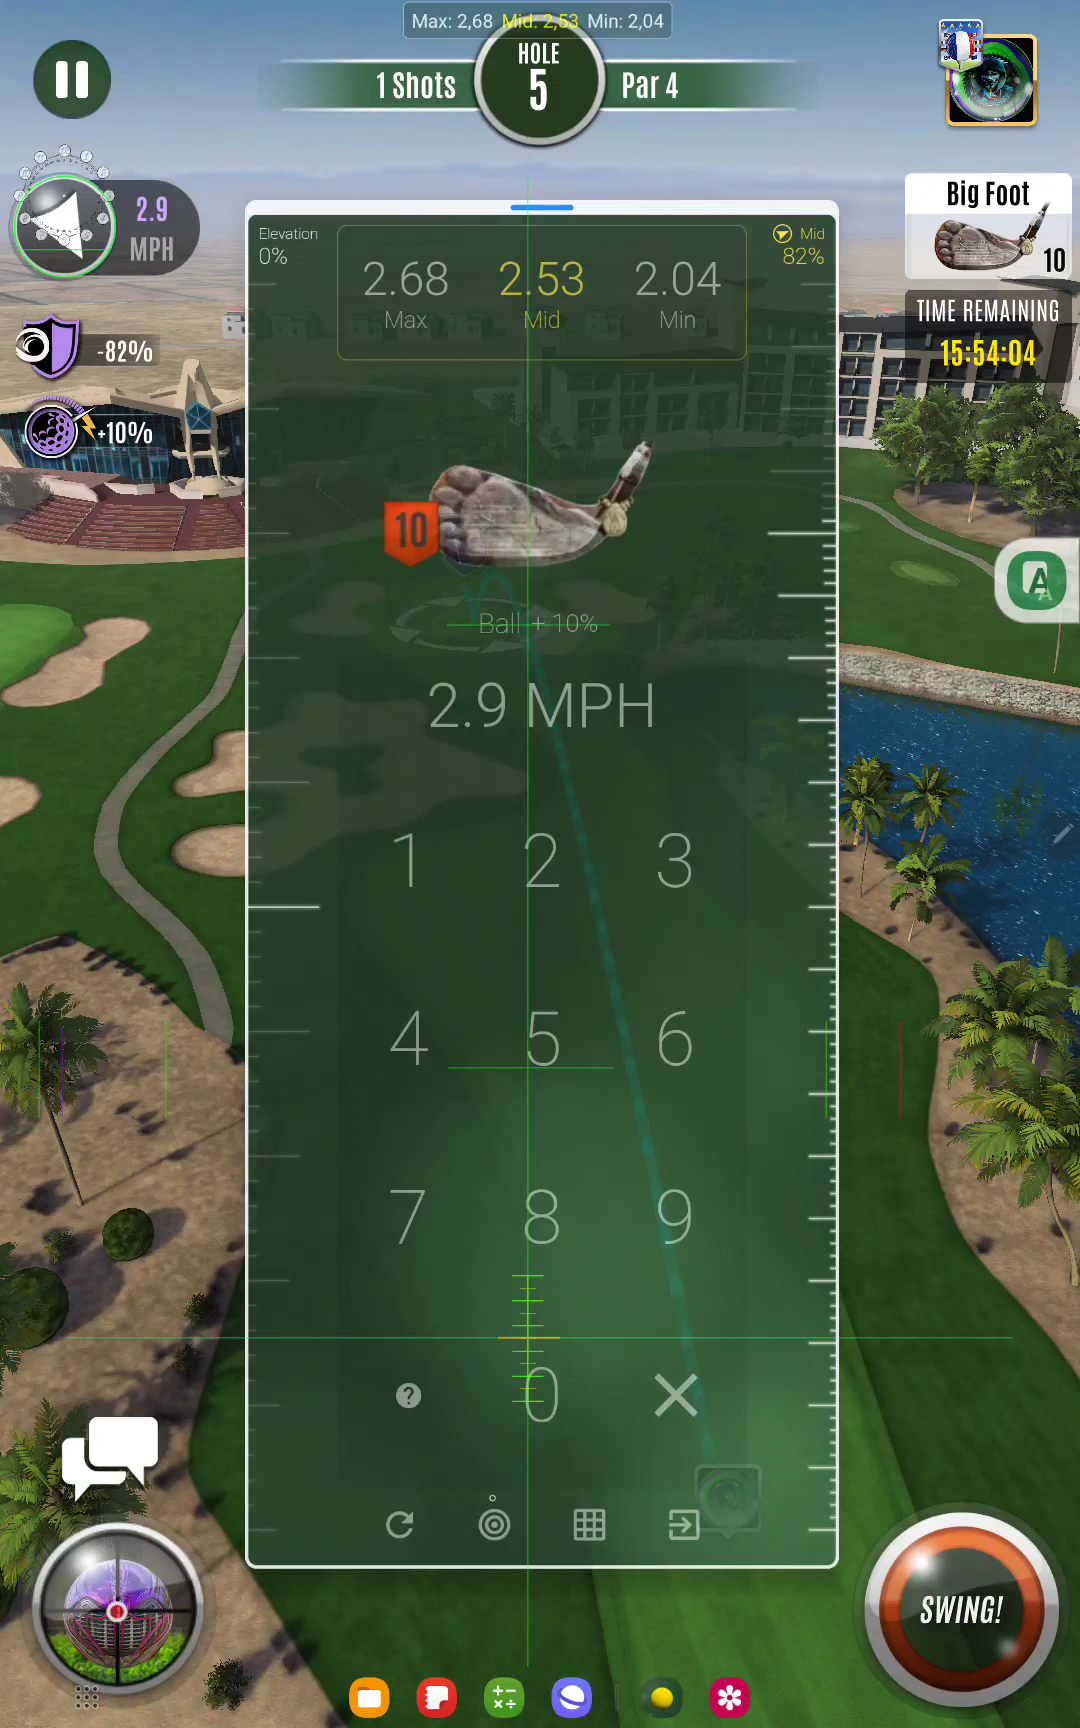 Max: 2,68 Mid: 2,53 Min: 2,04
HOLE
5
1 Shots
Par 4
2.9
MPH
-82%
+10%
Big Foot
10
TIME REMAINING
15:54:04
Elevation
0%
Mid
82%
2.68 2.53 2.04
Max Mid Min
10
Ball + 10%
2.9 MPH
1 2 3
4 5 6
7 8 9
? 0
A
SWING!